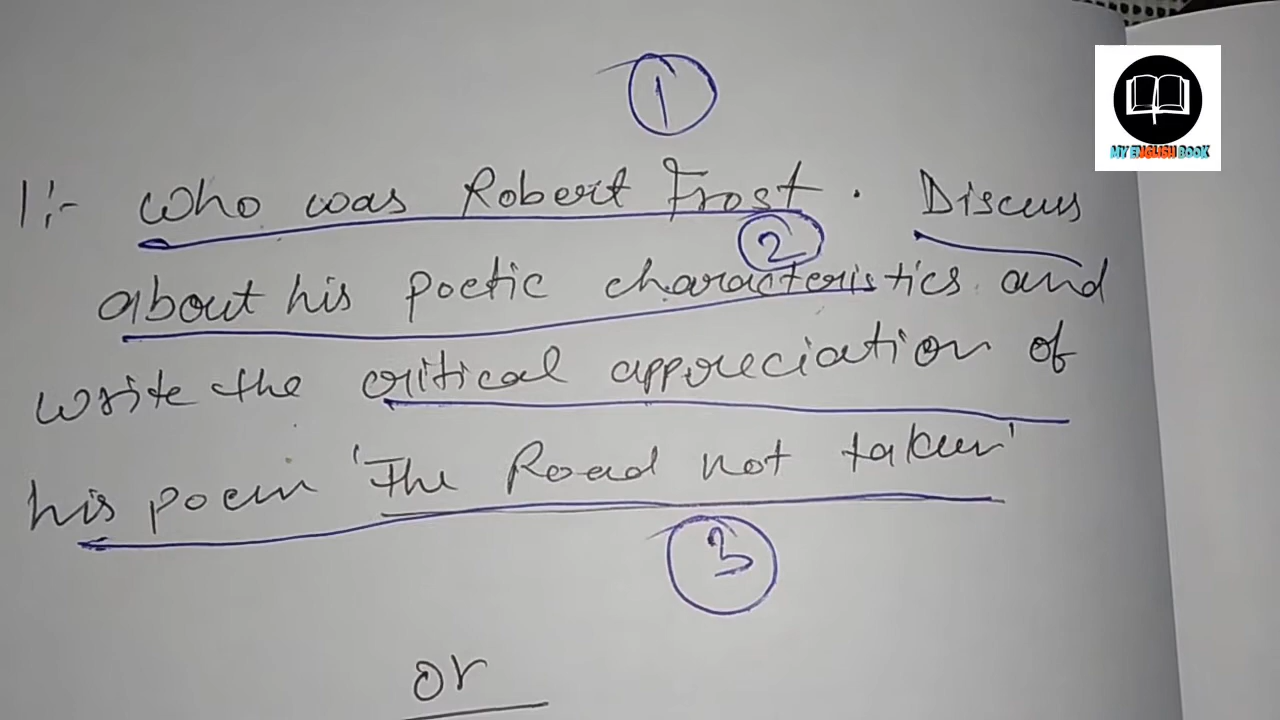 1
MY ENGLISH BOOK
1:- Who was Robert Frost. Discuss
2
about his poetic characteristics and
write the critical appreciation of
his poem 'The Road not taken'
3
or